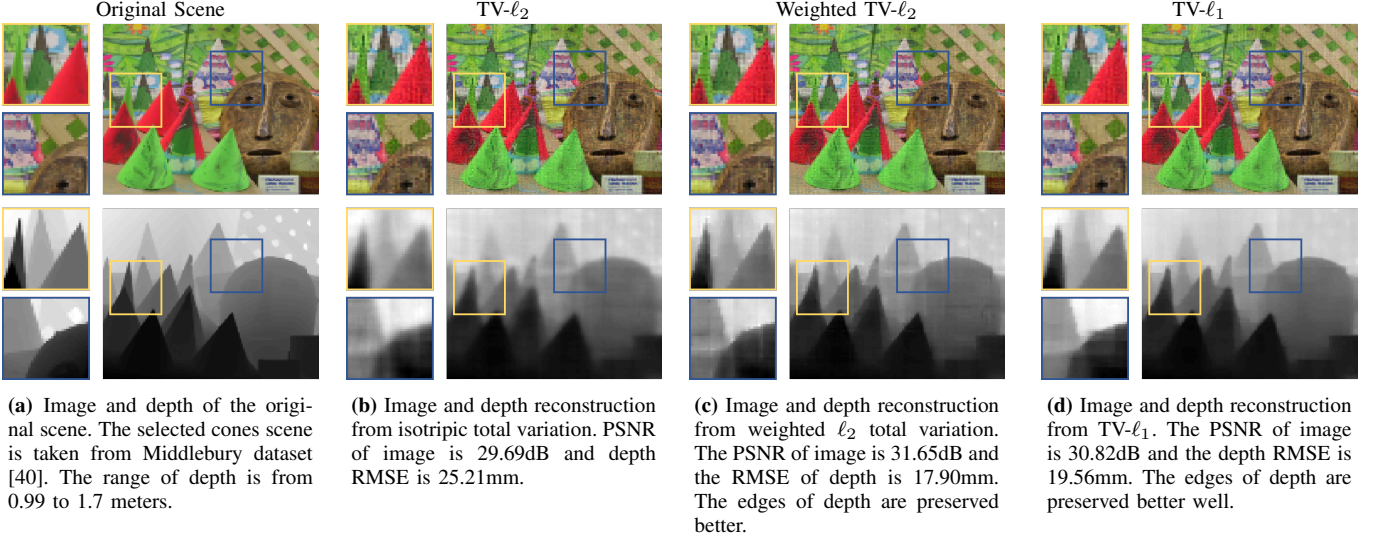 Original Scene
TV-ℓ2
Weighted TV-ℓ2
TV-ℓ1
(a) Image and depth of the origi-
nal scene. The selected cones scene
is taken from Middlebury dataset
[40]. The range of depth is from
0.99 to 1.7 meters.
(b) Image and depth reconstruction
from isotripic total variation. PSNR
of image is 29.69dB and depth
RMSE is 25.21mm.
(c) Image and depth reconstruction
from weighted ℓ2 total variation.
The PSNR of image is 31.65dB and
the RMSE of depth is 17.90mm.
The edges of depth are preserved
better.
(d) Image and depth reconstruction
from TV-ℓ1. The PSNR of image
is 30.82dB and the depth RMSE is
19.56mm. The edges of depth are
preserved better well.